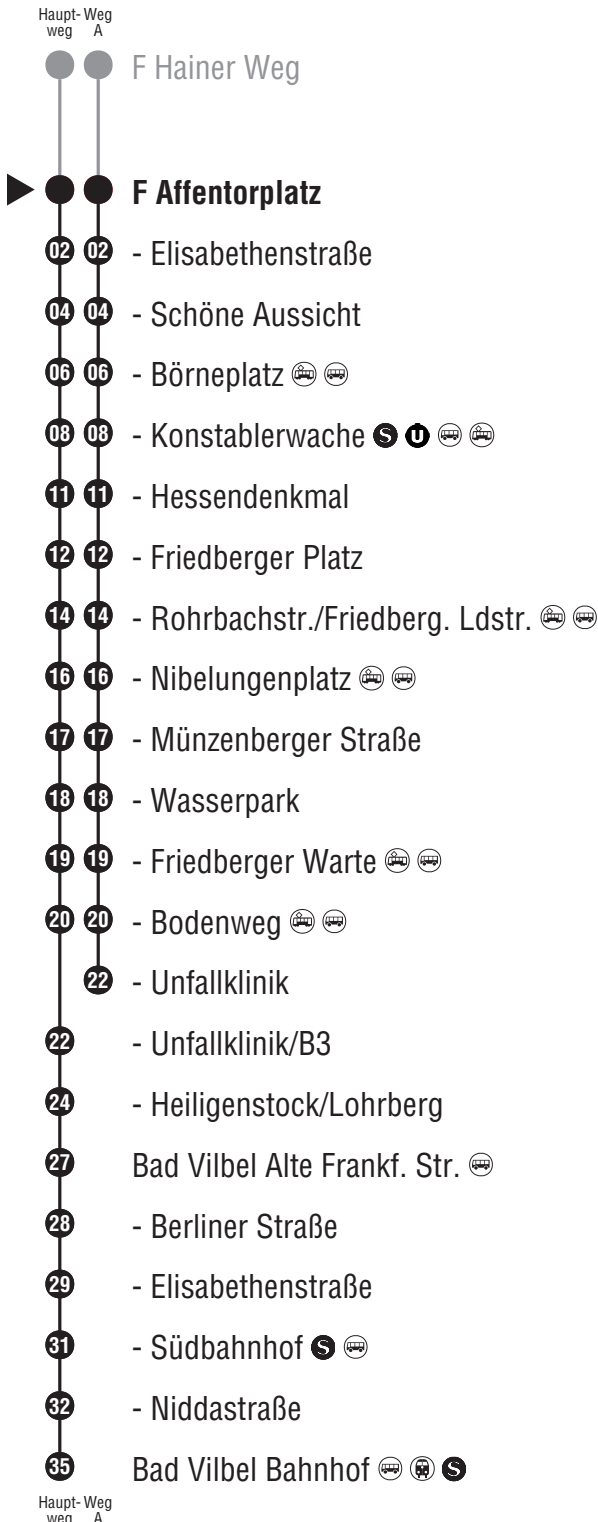 Haupt- Weg
weg A
F Hainer Weg
F Affentorplatz
02 02 - Elisabethenstraße
04 04 - Schöne Aussicht
06 06 - Börneplatz
08 08 - Konstablerwache S U
11 11 - Hessendenkmal
12 12 - Friedberger Platz
14 14 - Rohrbachstr./Friedberg. Ldstr.
16 16 - Nibelungenplatz
17 17 - Münzenberger Straße
18 18 - Wasserpark
19 19 - Friedberger Warte
20 20 - Bodenweg
22 - Unfallklinik
22 - Unfallklinik/B3
24 - Heiligenstock/Lohrberg
27 Bad Vilbel Alte Frankf. Str.
28 - Berliner Straße
29 - Elisabethenstraße
31 - Südbahnhof S
32 - Niddastraße
35 Bad Vilbel Bahnhof S
Haupt- Weg
weg A